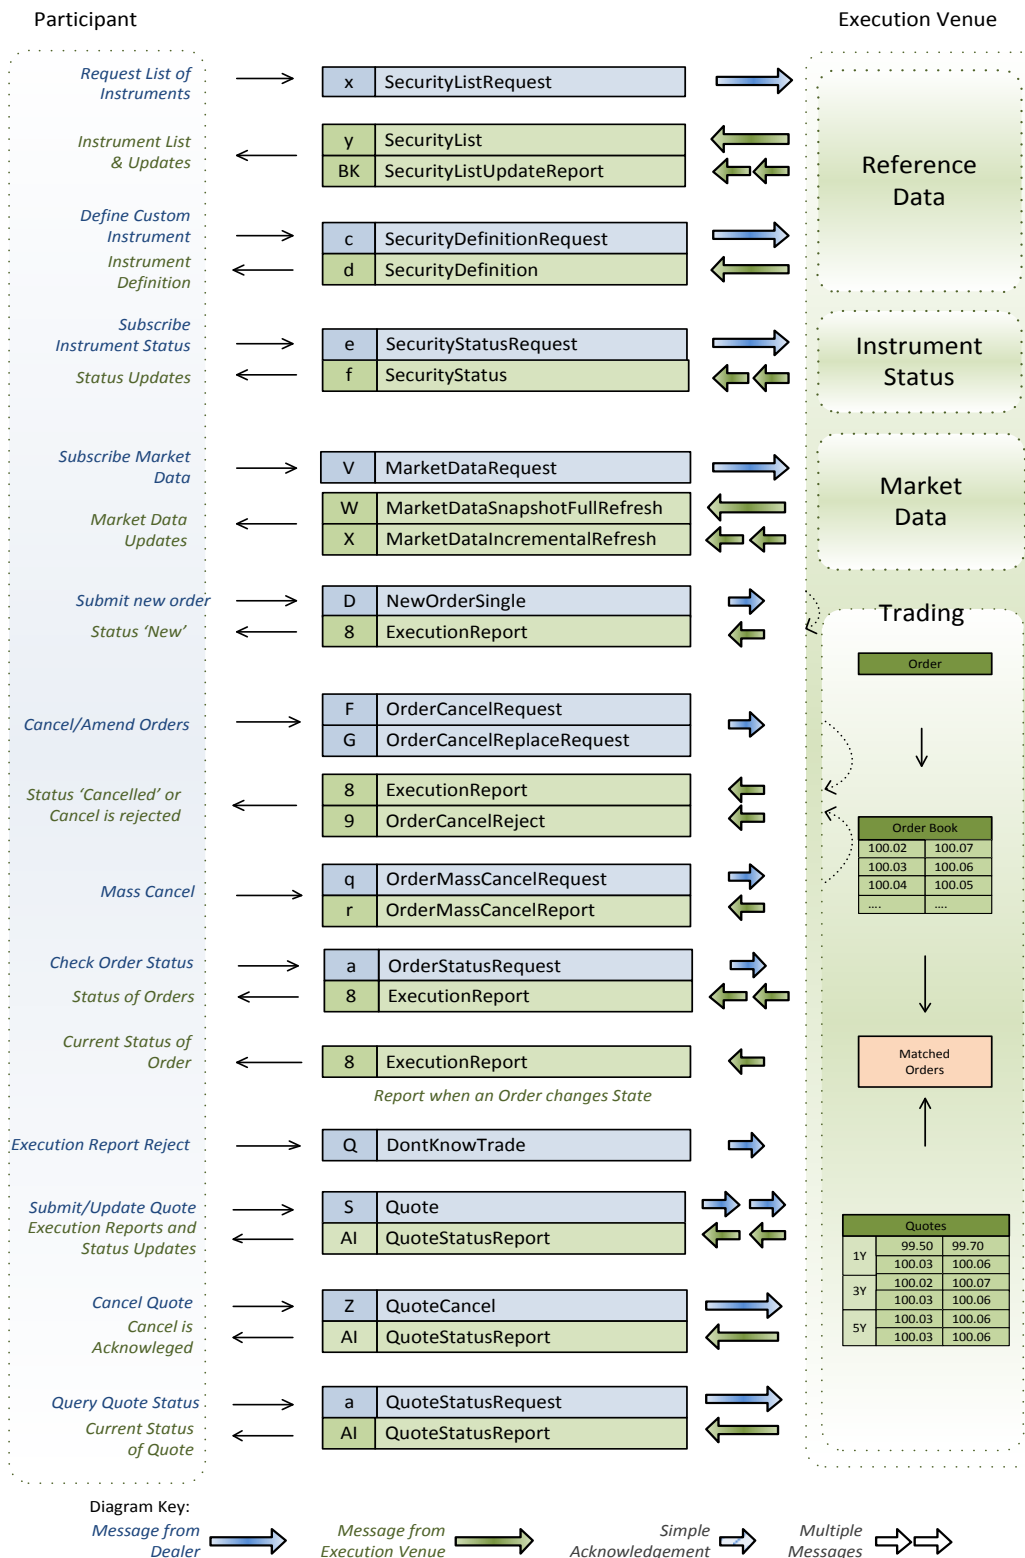 Participant
Execution Venue
Request List of
Instruments
x SecurityListRequest
Instrument List
& Updates
y SecurityList
BK SecurityListUpdateReport
Reference
Data
Define Custom
Instrument
c SecurityDefinitionRequest
Instrument
Definition
d SecurityDefinition
Subscribe
Instrument Status
e SecurityStatusRequest
Status Updates
f SecurityStatus
Instrument
Status
Subscribe Market
Data
V MarketDataRequest
Market Data
Updates
W MarketDataSnapshotFullRefresh
X MarketDataIncrementalRefresh
Market
Data
Submit new order
D NewOrderSingle
Status ‘New’
8 ExecutionReport
Trading
Order
Cancel/Amend Orders
F OrderCancelRequest
G OrderCancelReplaceRequest
Status ‘Cancelled’ or
Cancel is rejected
8 ExecutionReport
9 OrderCancelReject
Order Book
100.02 100.07
100.03 100.06
100.04 100.05
.... ....
Mass Cancel
q OrderMassCancelRequest
r OrderMassCancelReport
Check Order Status
a OrderStatusRequest
Status of Orders
8 ExecutionReport
Current Status of
Order
8 ExecutionReport
Report when an Order changes State
Matched
Orders
Execution Report Reject
Q DontKnowTrade
Submit/Update Quote
S Quote
Execution Reports and
Status Updates
AI QuoteStatusReport
Quotes
1Y 99.50 99.70
100.03 100.06
3Y 100.02 100.07
100.03 100.06
5Y 100.03 100.06
100.03 100.06
Cancel Quote
Z QuoteCancel
Cancel is
Acknowleged
AI QuoteStatusReport
Query Quote Status
a QuoteStatusRequest
Current Status
of Quote
AI QuoteStatusReport
Diagram Key:
Message from
Dealer
Message from
Execution Venue
Simple
Acknowledgement
Multiple
Messages